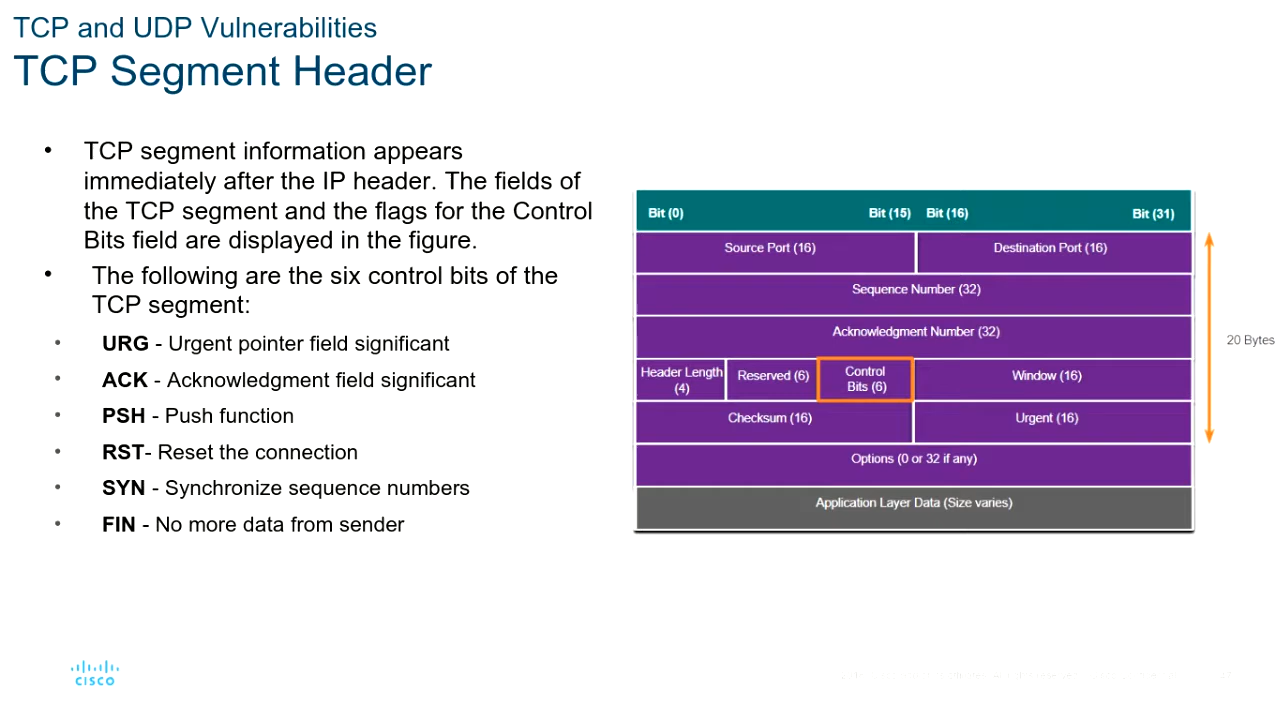 TCP and UDP Vulnerabilities
TCP Segment Header
• TCP segment information appears
immediately after the IP header. The fields of
the TCP segment and the flags for the Control
Bits field are displayed in the figure.
• The following are the six control bits of the
TCP segment:
• URG - Urgent pointer field significant
• ACK - Acknowledgment field significant
• PSH - Push function
• RST- Reset the connection
• SYN - Synchronize sequence numbers
• FIN - No more data from sender
Bit (0) Bit (15) Bit (16) Bit (31)
Source Port (16) Destination Port (16)
Sequence Number (32)
Acknowledgment Number (32)
Header Length
(4)
Reserved (6)
Control
Bits (6)
Window (16)
Checksum (16) Urgent (16)
Options (0 or 32 if any)
Application Layer Data (Size varies)
20 Bytes
CISCO